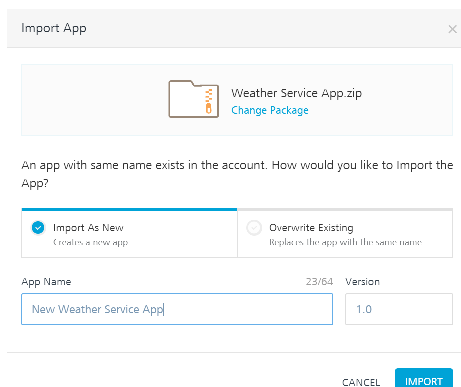 Import App
Weather Service App.zip
Change Package
An app with same name exists in the account. How would you like to Import the
App?
Import As New
Creates a new app
Overwrite Existing
Replaces the app with the same name
App Name
23/64
Version
New Weather Service App
1.0
CANCEL
IMPORT